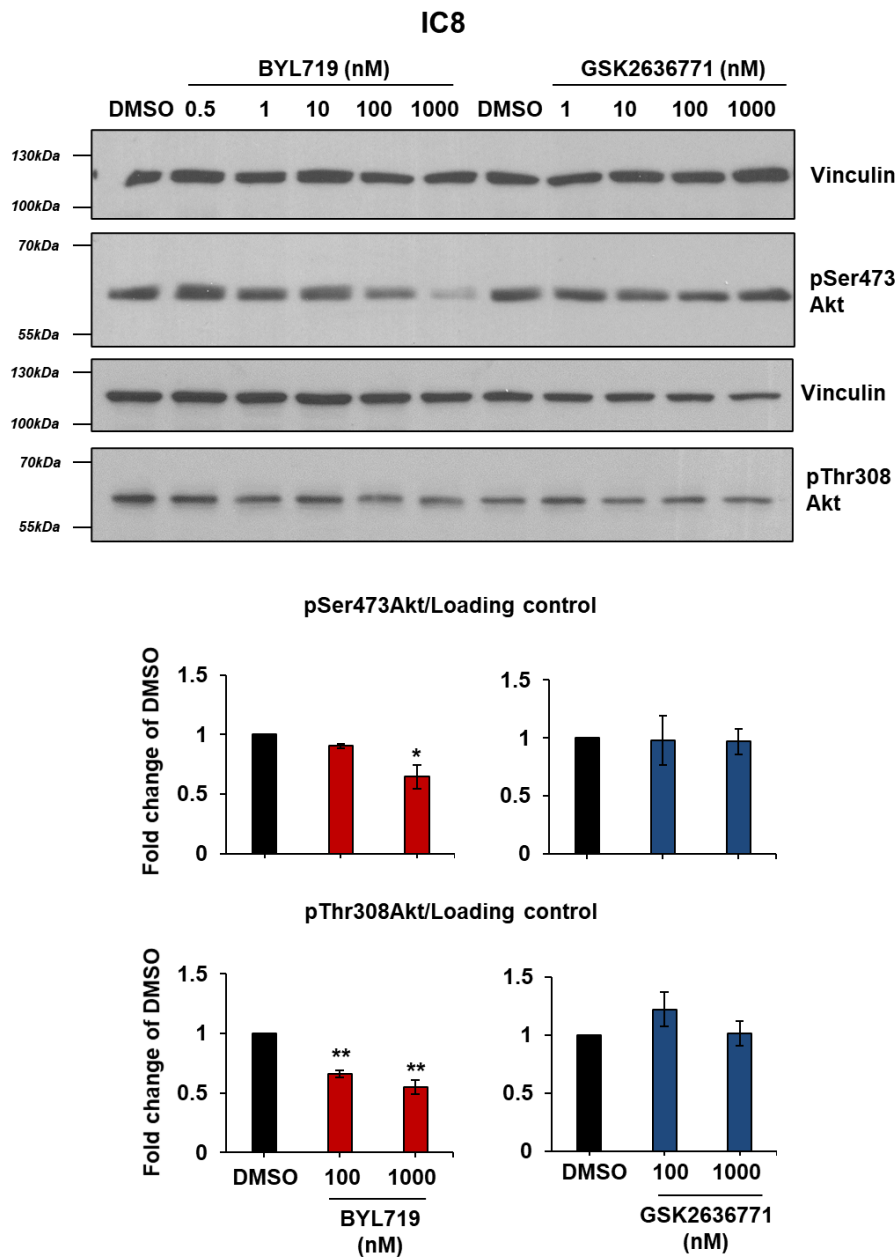 IC8
BYL719 (nM) GSK2636771 (nM)
DMSO 0.5 1 10 100 1000 DMSO 1 10 100 1000
130kDa
100kDa
Vinculin
70kDa
55kDa
pSer473
Akt
130kDa
100kDa
Vinculin
70kDa
55kDa
pThr308
Akt
pSer473Akt/Loading control
Fold change of DMSO
1.5
1
0.5
0
*
1.5
1
0.5
0
pThr308Akt/Loading control
Fold change of DMSO
1.5
1
0.5
0
** **
DMSO 100 1000
BYL719
(nM)
1.5
1
0.5
0
DMSO 100 1000
GSK2636771
(nM)